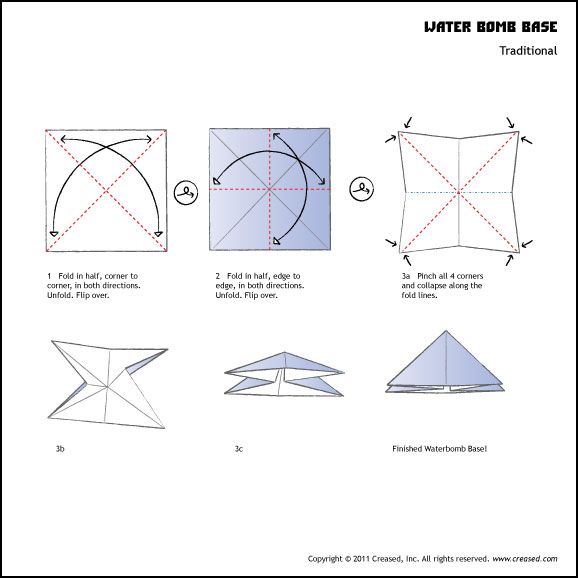 WATER BOMB BASE
Traditional
1 Fold in half, corner to
corner, in both directions.
Unfold. Flip over.
2 Fold in half, edge to
edge, in both directions.
Unfold. Flip over.
3a Pinch all 4 corners
and collapse along the
fold lines.
3b
3c
Finished Waterbomb Base!
Copyright © 2011 Creased, Inc. All rights reserved. www.creased.com